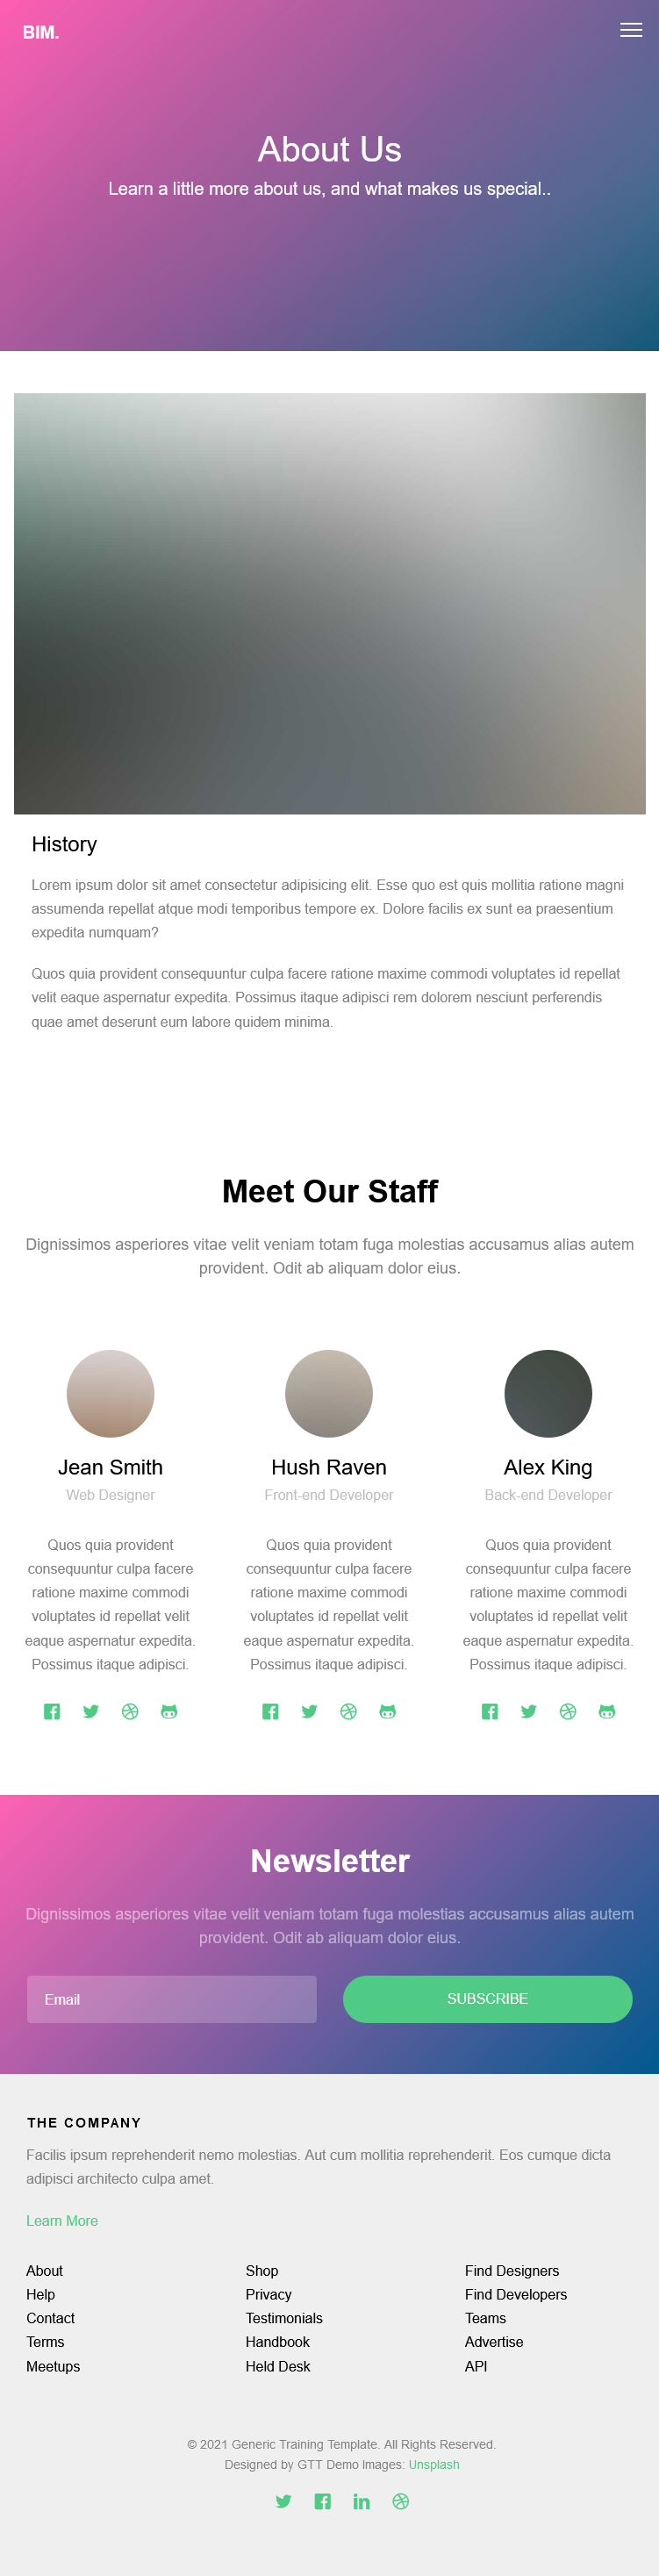 BIM.
About Us
Learn a little more about us, and what makes us special..
History
Lorem ipsum dolor sit amet consectetur adipisicing elit. Esse quo est quis mollitia ratione magni
assumenda repellat atque modi temporibus tempore ex. Dolore facilis ex sunt ea praesentium
expedita numquam?
Quos quia provident consequuntur culpa facere ratione maxime commodi voluptates id repellat
velit eaque aspernatur expedita. Possimus itaque adipisci rem dolorem nesciunt perferendis
quae amet deserunt eum labore quidem minima.
Meet Our Staff
Dignissimos asperiores vitae velit veniam totam fuga molestias accusamus alias autem
provident. Odit ab aliquam dolor eius.
Jean Smith
Web Designer
Quos quia provident
consequuntur culpa facere
ratione maxime commodi
voluptates id repellat velit
eaque aspernatur expedita.
Possimus itaque adipisci.
Hush Raven
Front-end Developer
Quos quia provident
consequuntur culpa facere
ratione maxime commodi
voluptates id repellat velit
eaque aspernatur expedita.
Possimus itaque adipisci.
Alex King
Back-end Developer
Quos quia provident
consequuntur culpa facere
ratione maxime commodi
voluptates id repellat velit
eaque aspernatur expedita.
Possimus itaque adipisci.
Newsletter
Dignissimos asperiores vitae velit veniam totam fuga molestias accusamus alias autem
provident. Odit ab aliquam dolor eius.
Email
SUBSCRIBE
THE COMPANY
Facilis ipsum reprehenderit nemo molestias. Aut cum mollitia reprehenderit. Eos cumque dicta
adipisci architecto culpa amet.
Learn More
About
Help
Contact
Terms
Meetups
Shop
Privacy
Testimonials
Handbook
Held Desk
Find Designers
Find Developers
Teams
Advertise
API
© 2021 Generic Training Template. All Rights Reserved.
Designed by GTT Demo Images: Unsplash